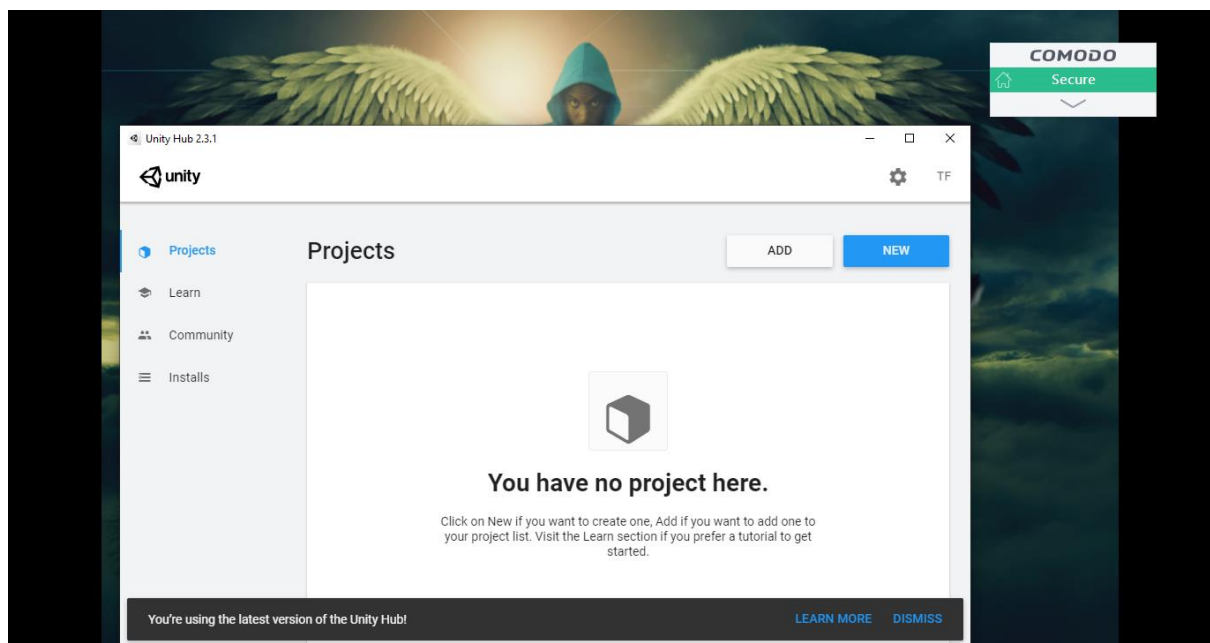 COMODO
Secure
Unity Hub 2.3.1
unity
TF
Projects
Learn
Community
Installs
Projects
ADD
NEW
You have no project here.
Click on New if you want to create one, Add if you want to add one to
your project list. Visit the Learn section if you prefer a tutorial to get
started.
You're using the latest version of the Unity Hub!
LEARN MORE
DISMISS